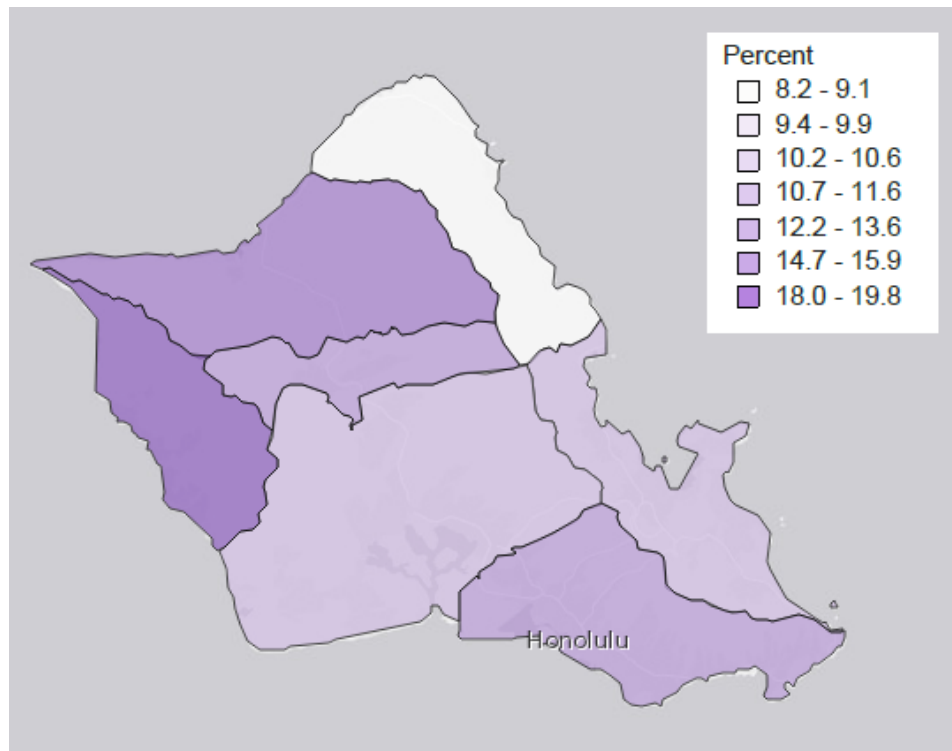 Percent
8.2 - 9.1
9.4 - 9.9
10.2 - 10.6
10.7 - 11.6
12.2 - 13.6
14.7 - 15.9
18.0 - 19.8
Honolulu